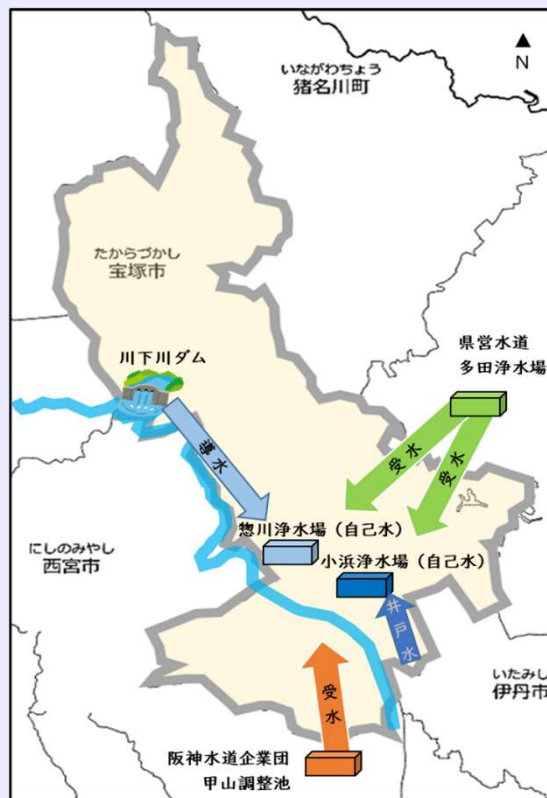 N
いながわちょう
猪名川町
たからづかし
宝塚市
川下川ダム
県営水道
多田浄水場
導水
受水
受水
惣川浄水場（自己水）
小浜浄水場（自己水）
にしのみやし
西宮市
井戸水
いたみし
伊丹市
受水
阪神水道企業団
甲山調整池